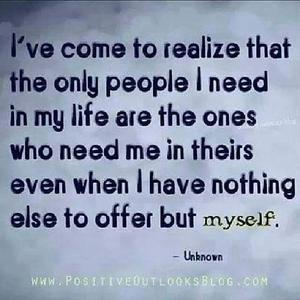 I've come to realize that
the only people I need
in my life are the ones
who need me in theirs
even when I have nothing
else to offer but myself.
- Unknown
www.PositiveOutlooksBlog.com